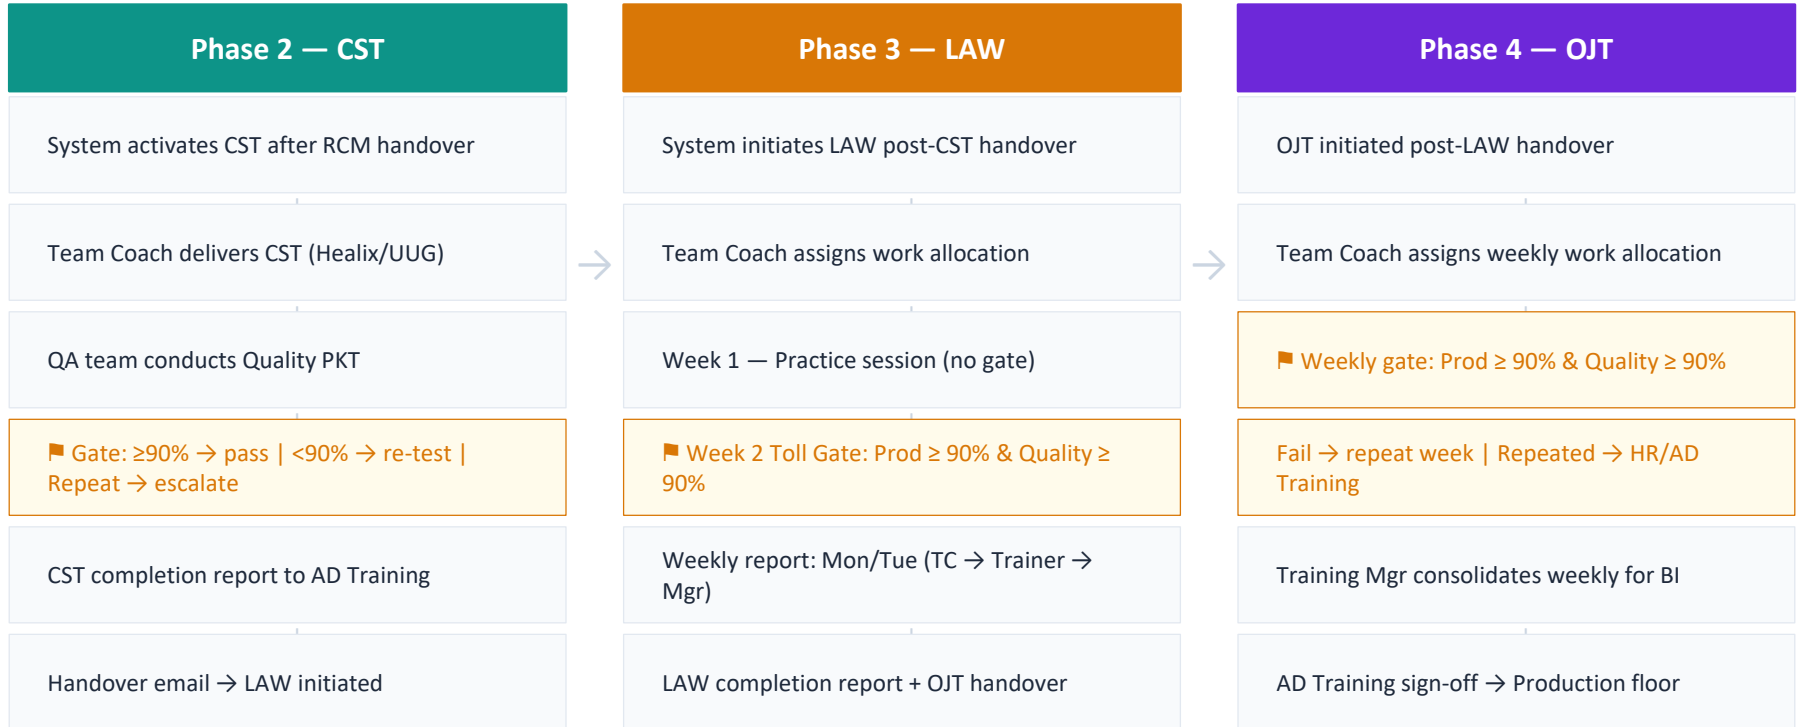 Phase 2 — CST
System activates CST after RCM handover
Team Coach delivers CST (Healix/UUG)
QA team conducts Quality PKT
⚑ Gate: ≥90% → pass | <90% → re-test |
Repeat → escalate
CST completion report to AD Training
Handover email → LAW initiated
Phase 3 — LAW
System initiates LAW post-CST handover
Team Coach assigns work allocation
Week 1 — Practice session (no gate)
⚑ Week 2 Toll Gate: Prod ≥ 90% & Quality ≥
90%
Weekly report: Mon/Tue (TC → Trainer →
Mgr)
LAW completion report + OJT handover
Phase 4 — OJT
OJT initiated post-LAW handover
Team Coach assigns weekly work allocation
⚑ Weekly gate: Prod ≥ 90% & Quality ≥ 90%
Fail → repeat week | Repeated → HR/AD
Training
Training Mgr consolidates weekly for BI
AD Training sign-off → Production floor